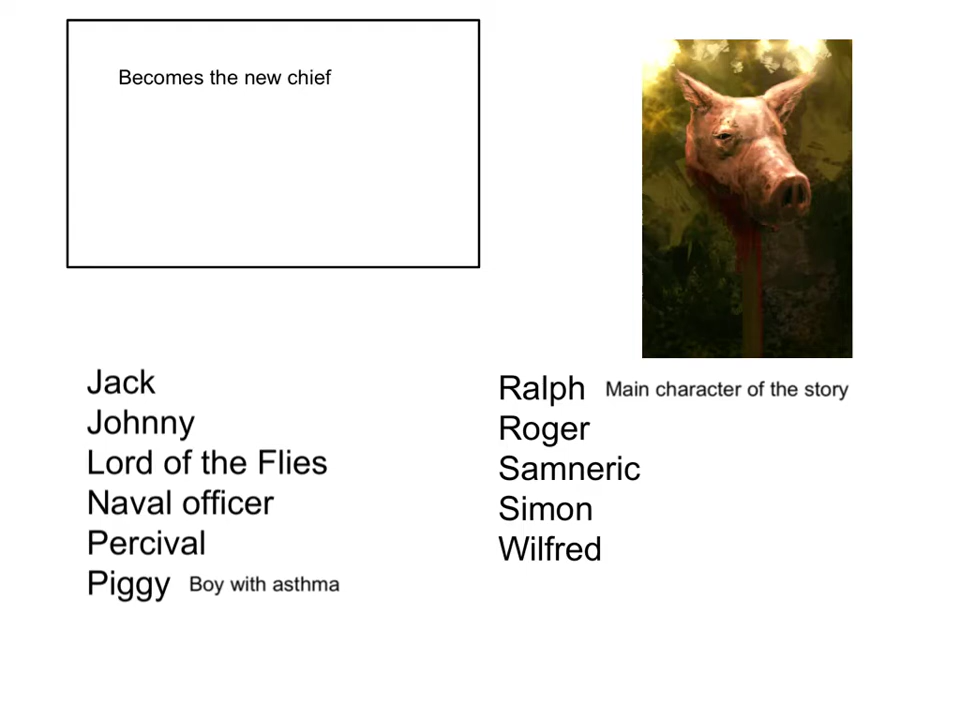 Becomes the new chief
Jack
Johnny
Lord of the Flies
Naval officer
Percival
Piggy Boy with asthma
Ralph Main character of the story
Roger
Samneric
Simon
Wilfred